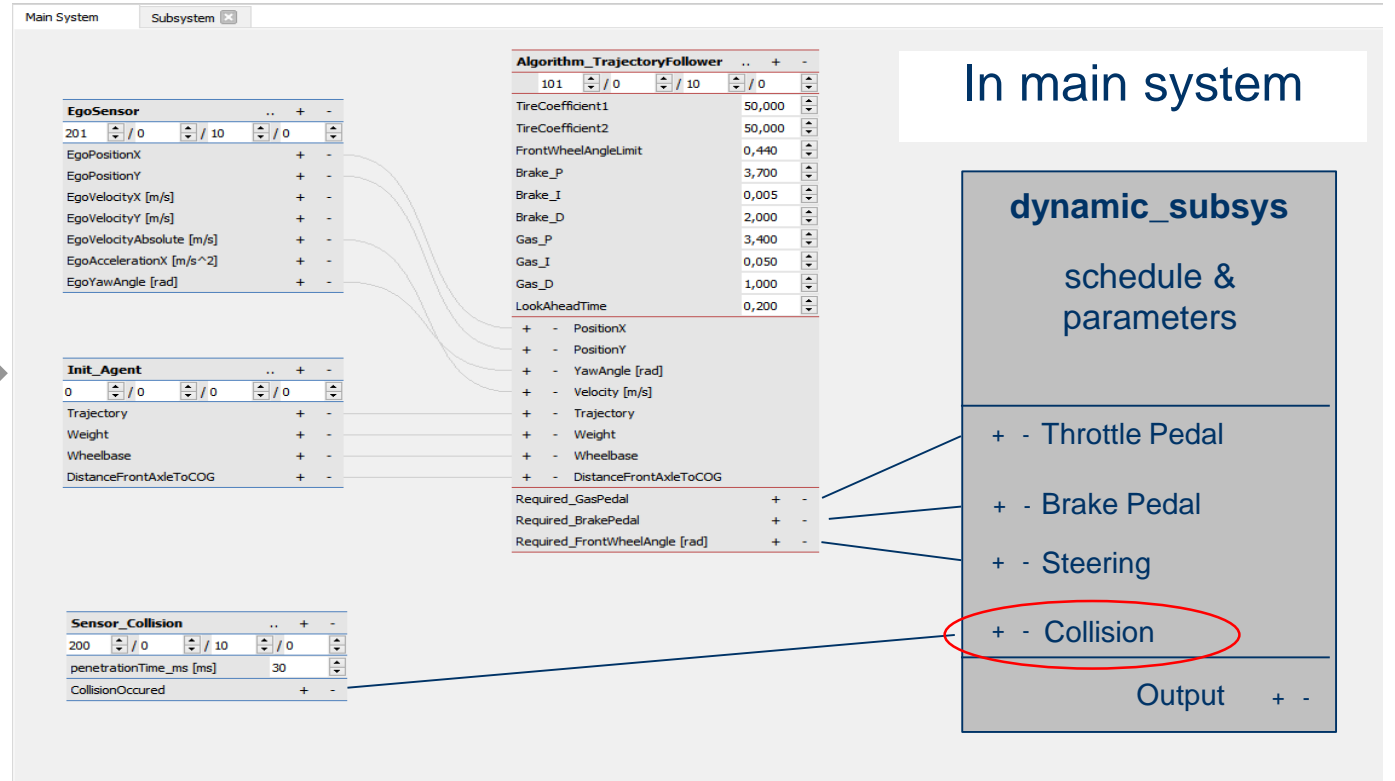 Main System
Subsystem
In main system
EgoSensor .. + -
201 / 0 / 10 / 0
EgoPositionX + -
EgoPositionY + -
EgoVelocityX [m/s] + -
EgoVelocityY [m/s] + -
EgoVelocityAbsolute [m/s] + -
EgoAccelerationX [m/s^2] + -
EgoYawAngle [rad] + -
Init_Agent .. + -
0 / 0 / 0 / 0
Trajectory + -
Weight + -
Wheelbase + -
DistanceFrontAxleToCOG + -
Sensor_Collision .. + -
200 / 0 / 10 / 0
penetrationTime_ms [ms] 30
CollisionOccured + -
Algorithm_TrajectoryFollower .. + -
101 / 0 / 10 / 0
TireCoefficient1 50,000
TireCoefficient2 50,000
FrontWheelAngleLimit 0,440
Brake_P 3,700
Brake_I 0,005
Brake_D 2,000
Gas_P 3,400
Gas_I 0,050
Gas_D 1,000
LookAheadTime 0,200
+ - PositionX
+ - PositionY
+ - YawAngle [rad]
+ - Velocity [m/s]
+ - Trajectory
+ - Weight
+ - Wheelbase
+ - DistanceFrontAxleToCOG
Required_GasPedal + -
Required_BrakePedal + -
Required_FrontWheelAngle [rad] + -
dynamic_subsys
schedule &
parameters
+ - Throttle Pedal
+ - Brake Pedal
+ - Steering
+ - Collision
Output + -